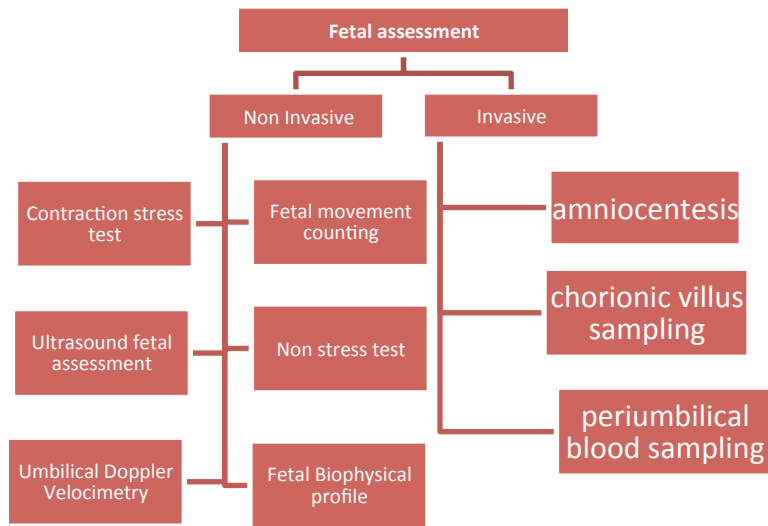 Fetal assessment
Non Invasive
Invasive
Contraction stress
test
Fetal movement
counting
Ultrasound fetal
assessment
Non stress test
Umbilical Doppler
Velocimetry
Fetal Biophysical
profile
amniocentesis
chorionic villus
sampling
periumbilical
blood sampling